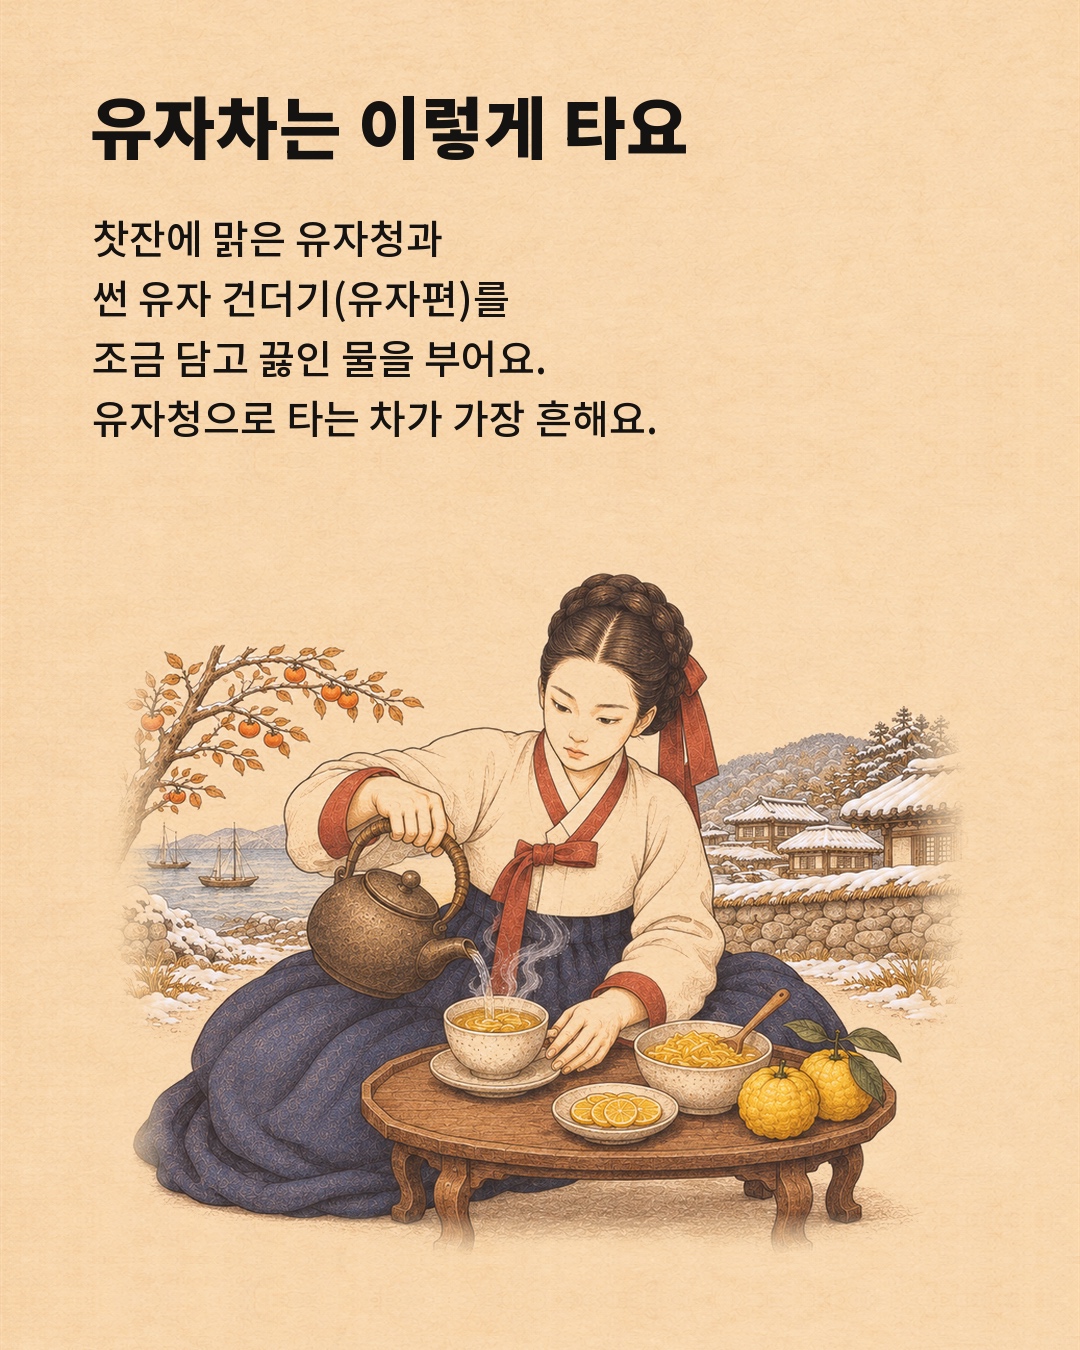 유자차는 이렇게 타요
찻잔에 맑은 유자청과
썬 유자 건더기(유자편)를
조금 담고 끓인 물을 부어요.
유자청으로 타는 차가 가장 흔해요.